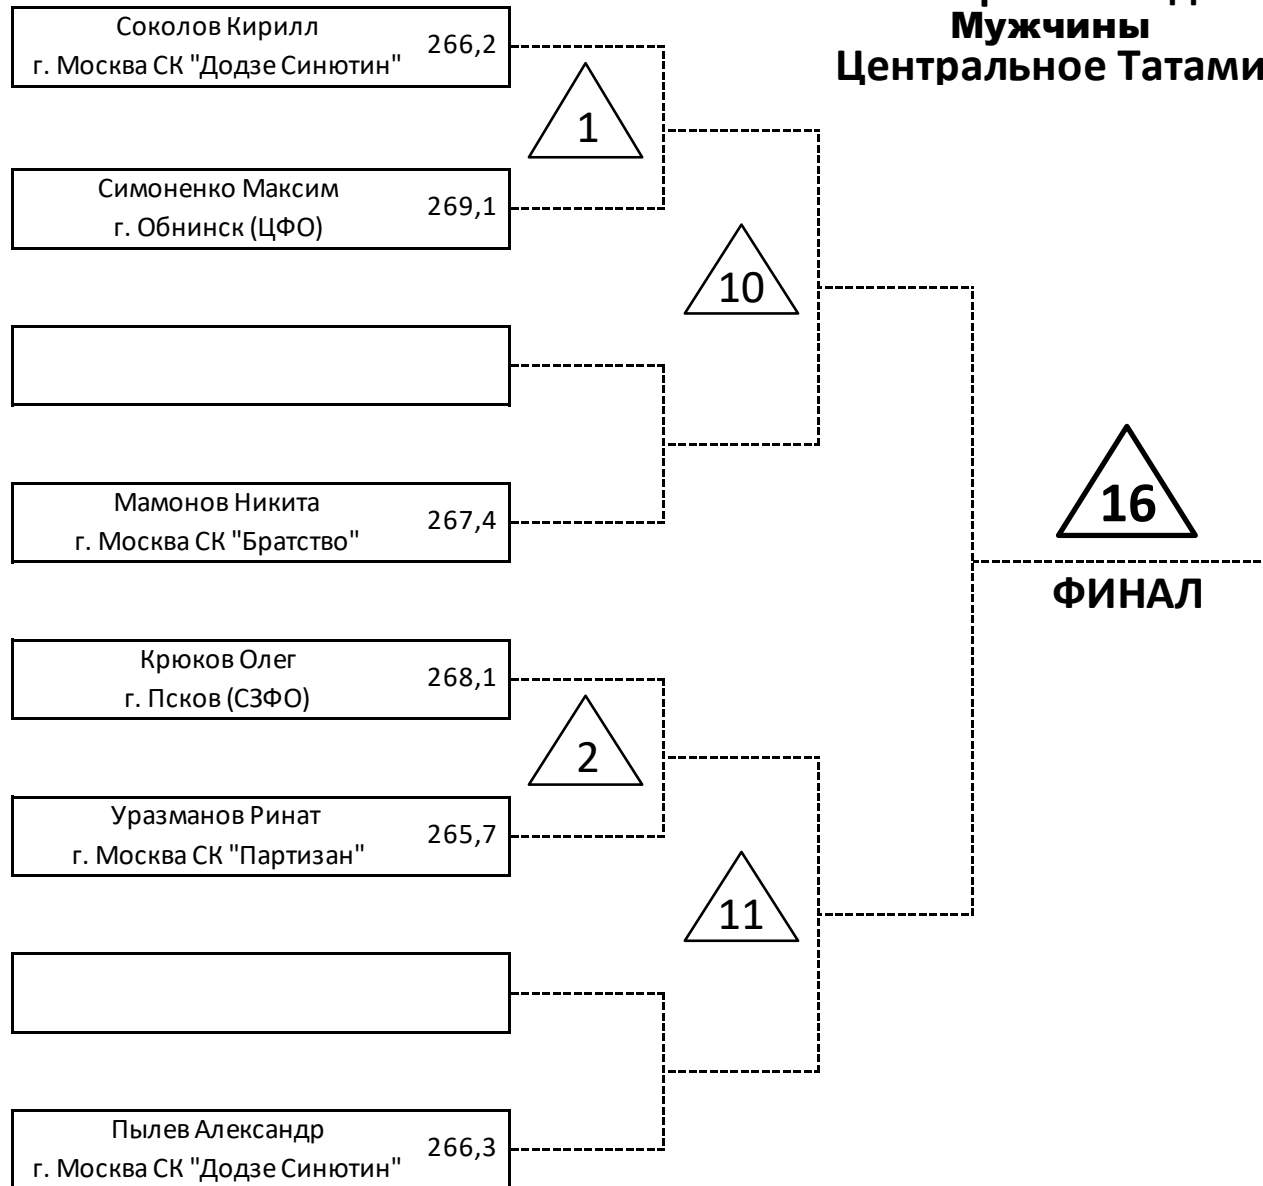 Мужчины
Центральное Татами
Соколов Кирилл
г. Москва СК "Додзе Синютин"
266,2
1
Симоненко Максим
г. Обнинск (ЦФО)
269,1
10
Мамонов Никита
г. Москва СК "Братство"
267,4
16
ФИНАЛ
Крюков Олег
г. Псков (СЗФО)
268,1
2
Уразманов Ринат
г. Москва СК "Партизан"
265,7
11
Пылев Александр
г. Москва СК "Додзе Синютин"
266,3